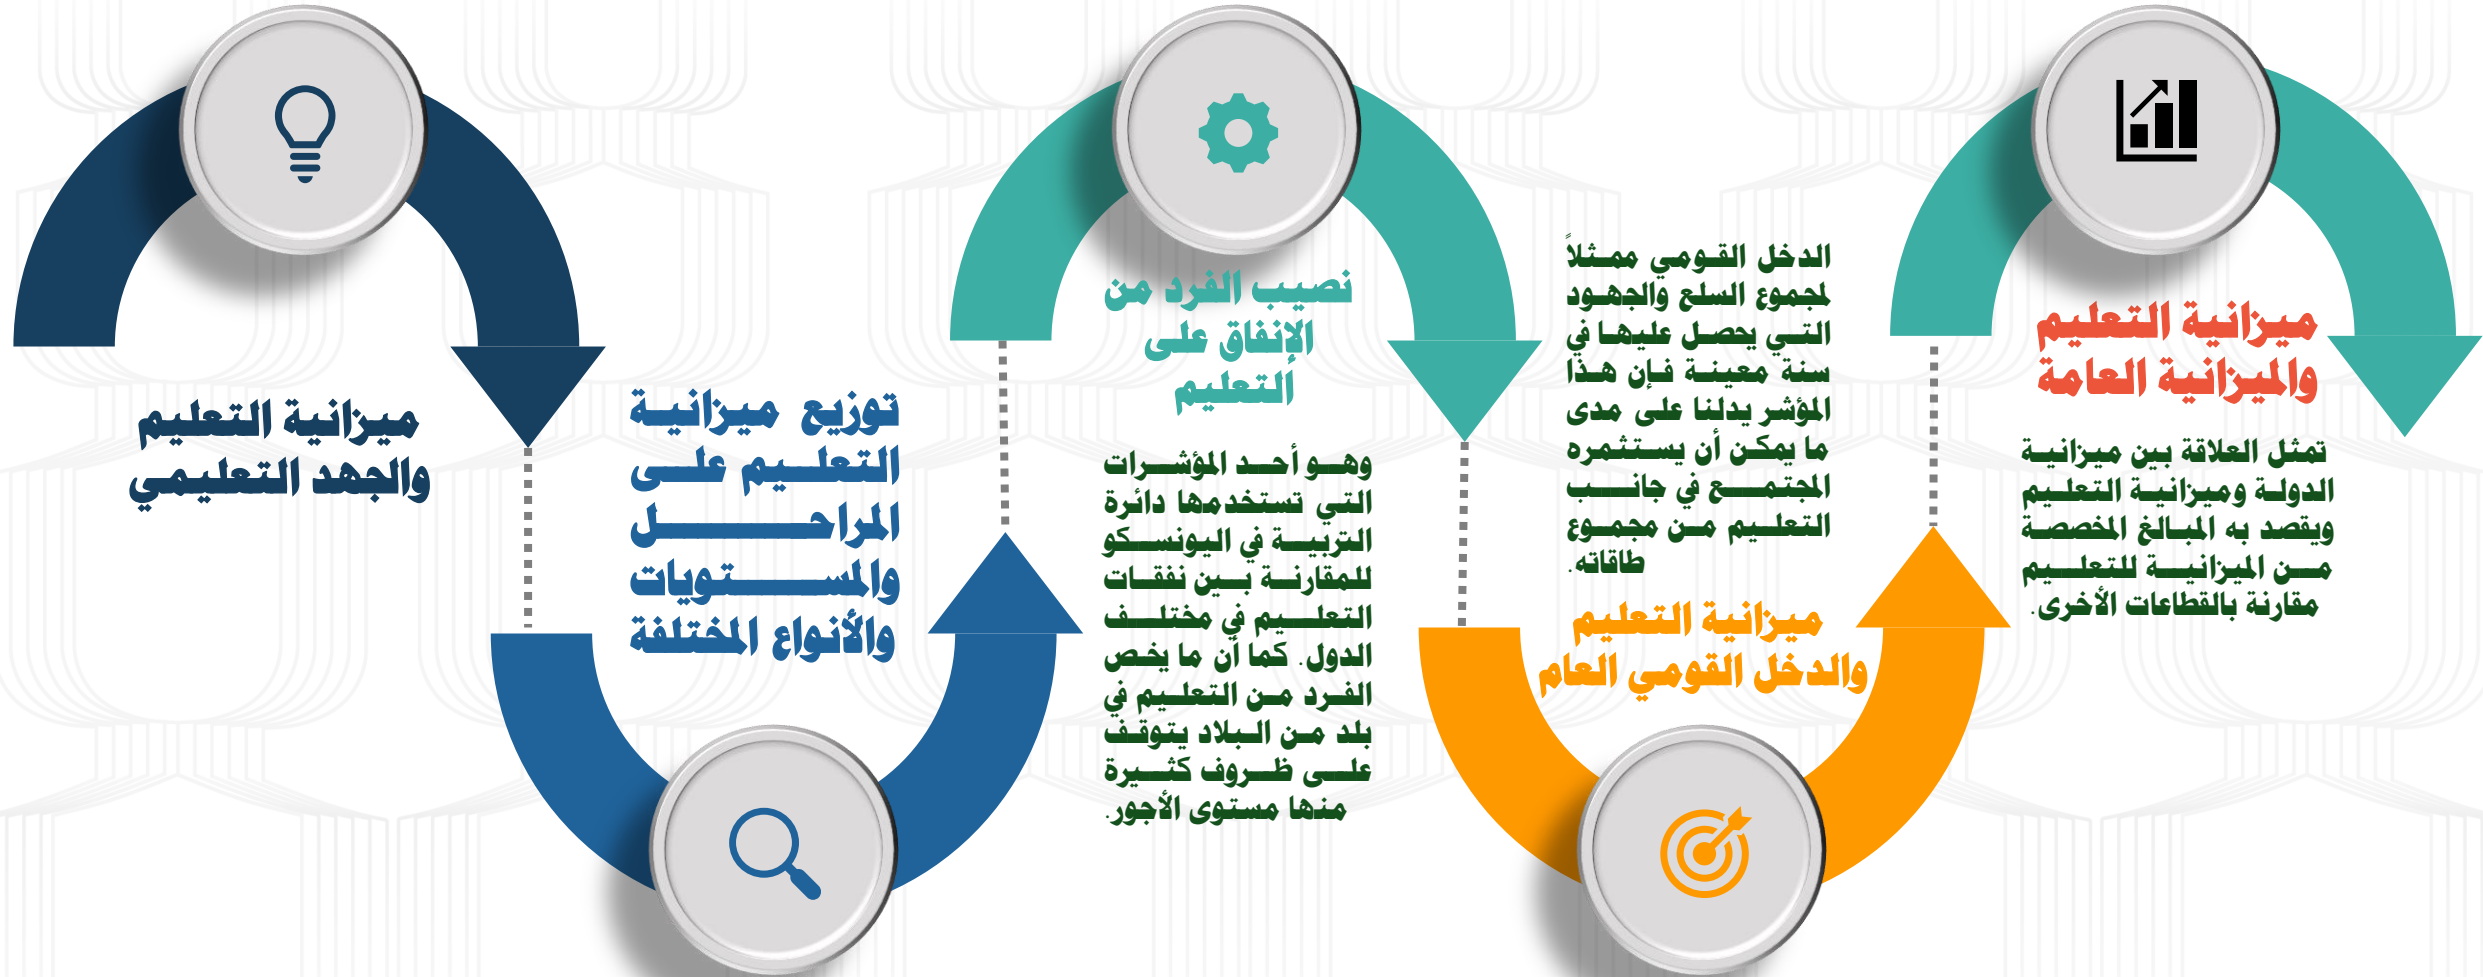 ميزانية التعليم
والميزانية العامة
تمثل العلاقة بين ميزانية
الدولة وميزانية التعليم
ويقصد به المبالغ المخصصة
من الميزانية للتعليم
مقارنة بالقطاعات الأخرى.
الدخل القومي ممثلاً
لمجموع السلع والجهود
التي يحصل عليها في
سنة معينة فإن هذا
المؤشر يدلنا على مدى
ما يمكن أن يستثمره
المجتمع في جانب
التعليم من مجموع
طاقاته.
ميزانية التعليم
والدخل القومي العام
نصيب الفرد من
الإنفاق على
التعليم
وهو أحد المؤشرات
التي تستخدمها دائرة
التربية في اليونسكو
للمقارنة بين نفقات
التعليم في مختلف
الدول. كما أن ما يخص
الفرد من التعليم في
بلد من البلاد يتوقف
على ظروف كثيرة
منها مستوى الأجور.
توزيع ميزانية
التعليم على
المراحل
والمستويات
والأنواع المختلفة
ميزانية التعليم
والجهد التعليمي